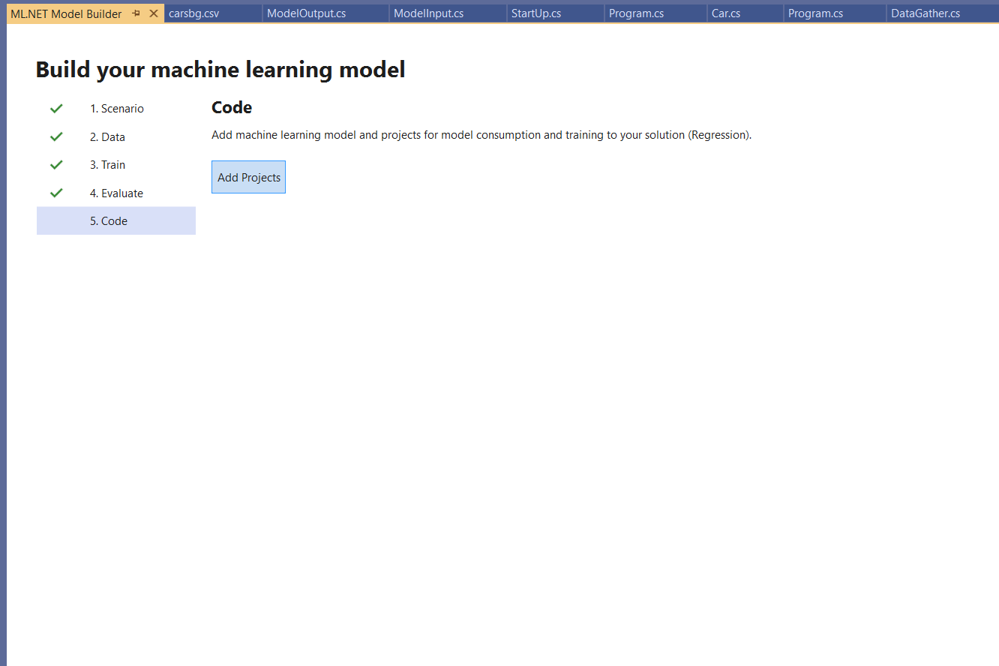 MLNET Model Builder carsbg.csv ModelOutput.cs ModelInput.cs StartUp.cs Program.cs Car.cs Program.cs DataGather.cs
Build your machine learning model
1. Scenario
2. Data
3. Train
4. Evaluate
5. Code
Code
Add machine learning model and projects for model consumption and training to your solution (Regression).
Add Projects